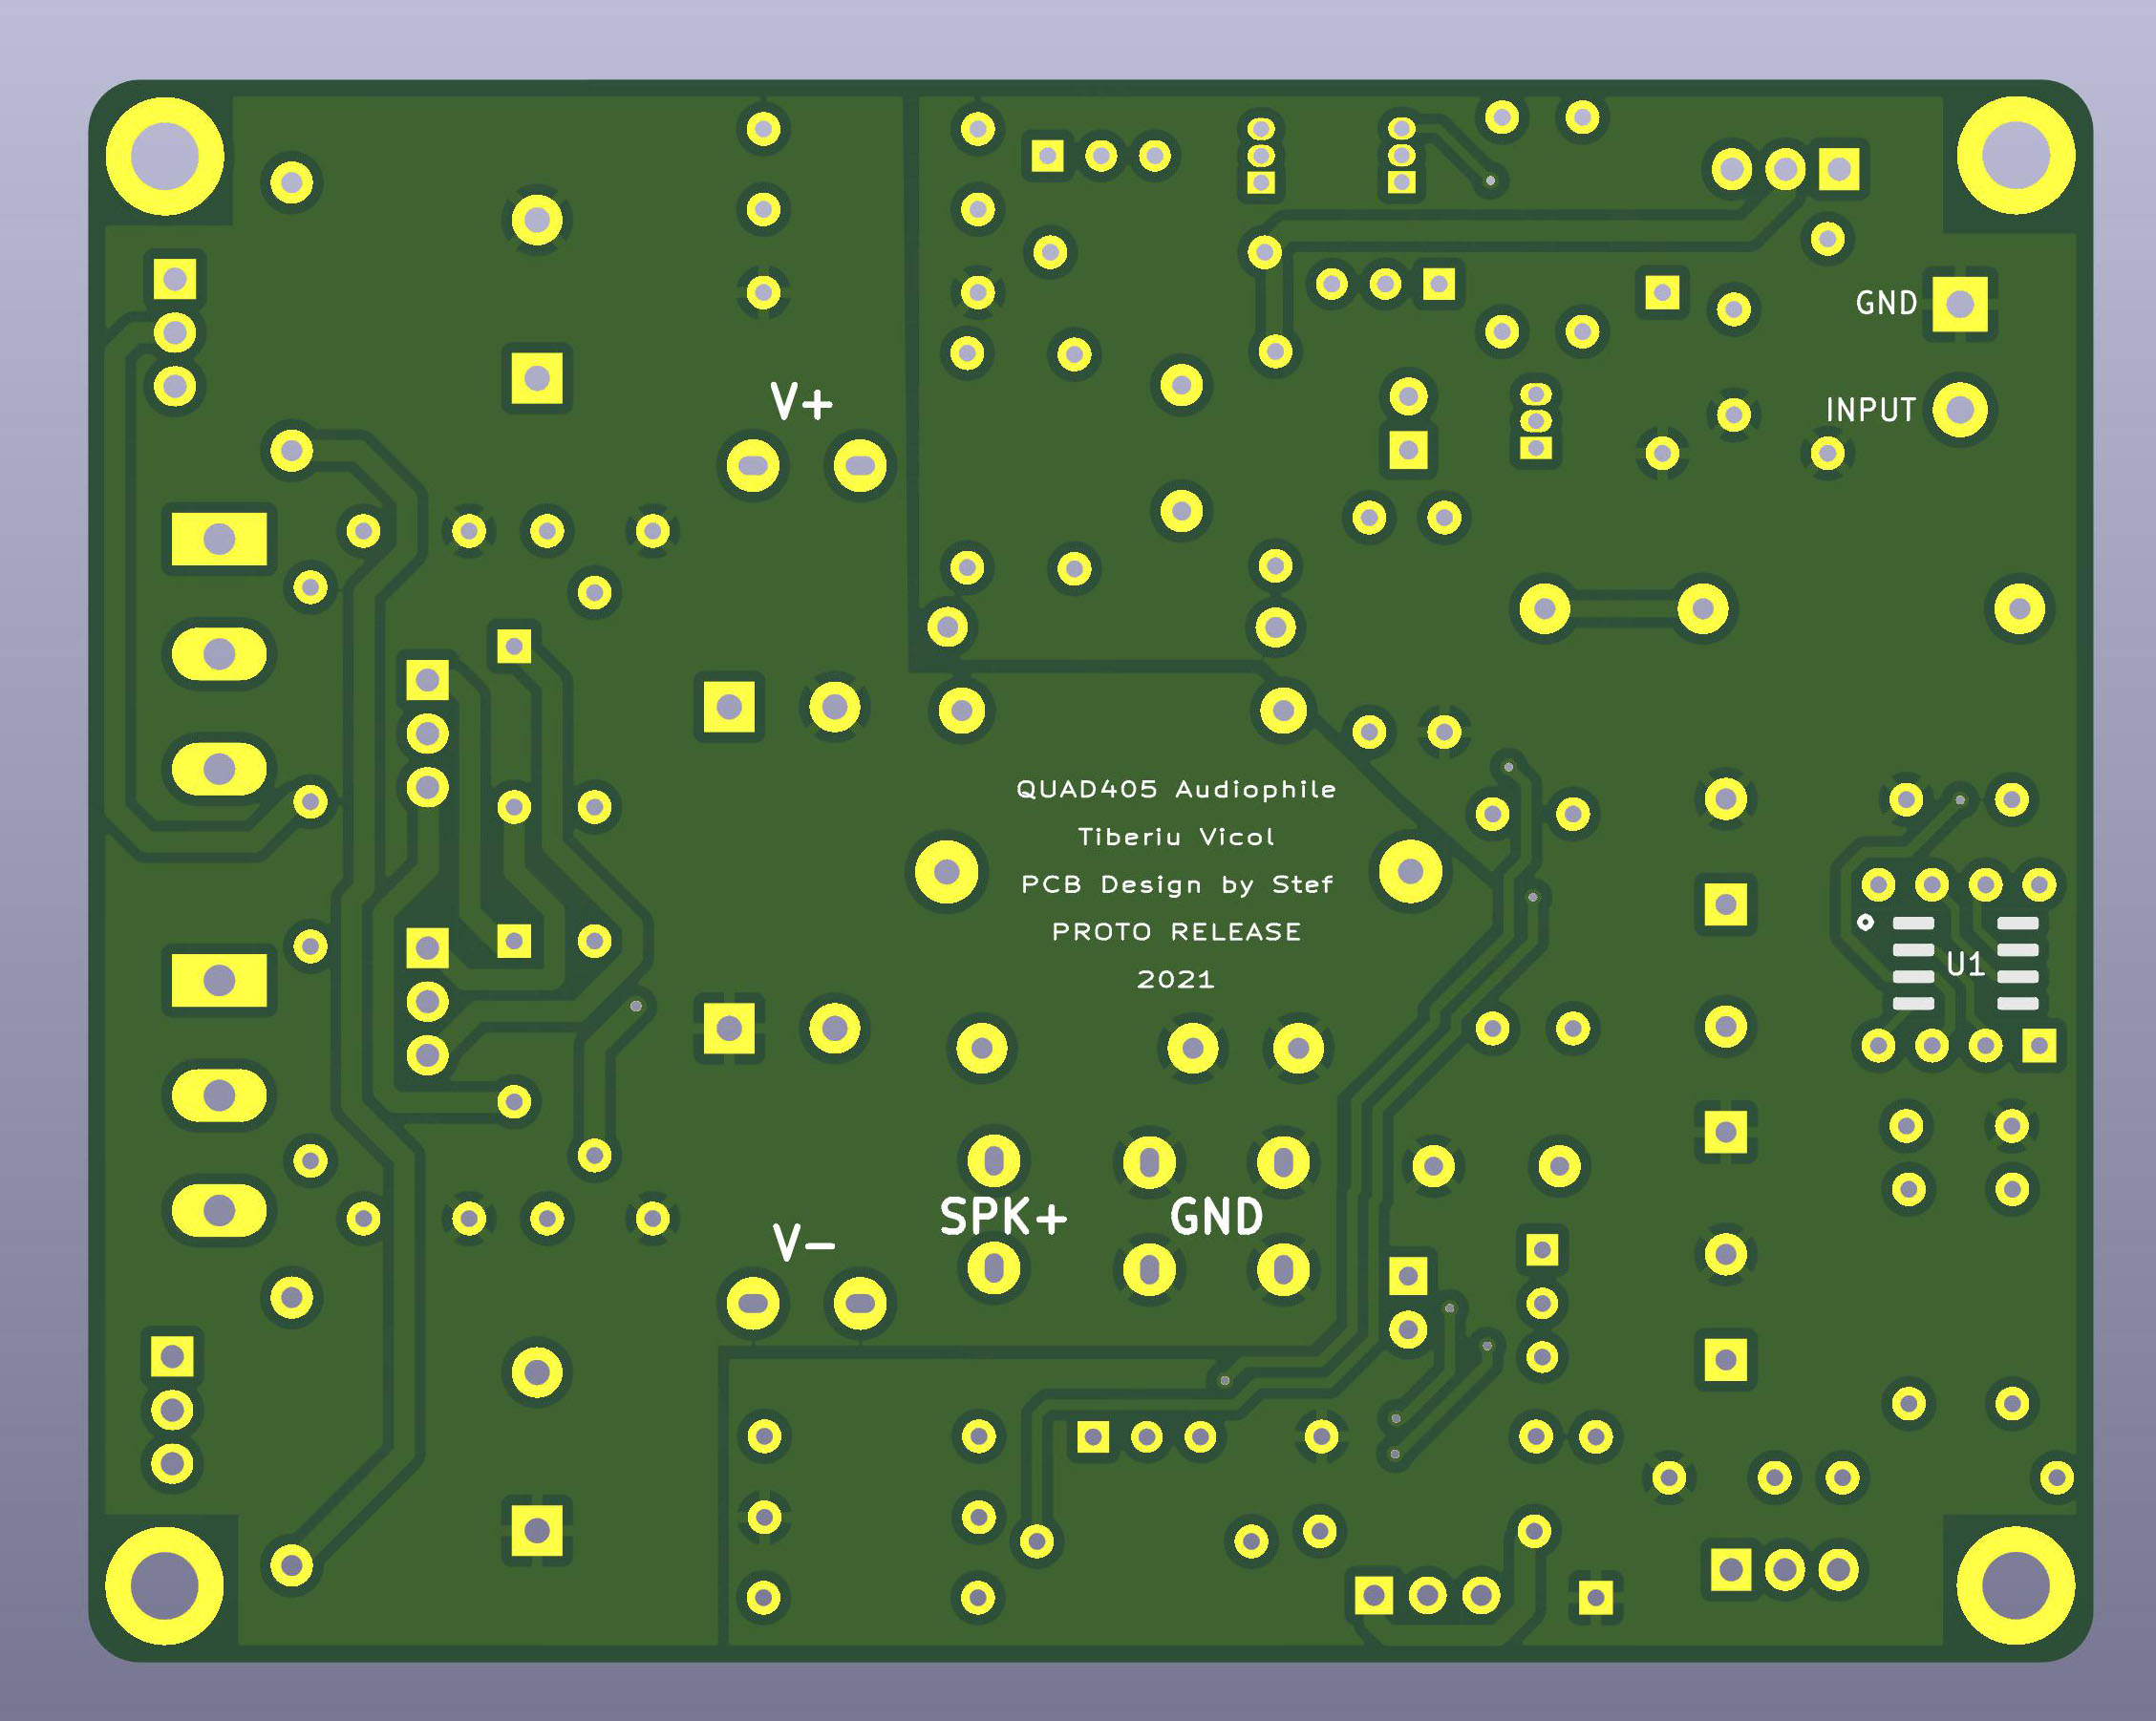 GND
V+
INPUT
QUAD405 Audiophile
Tiberiu Vicol
PCB Design by Stef
PROTO RELEASE
U1
2021
SPK+
GND
V-